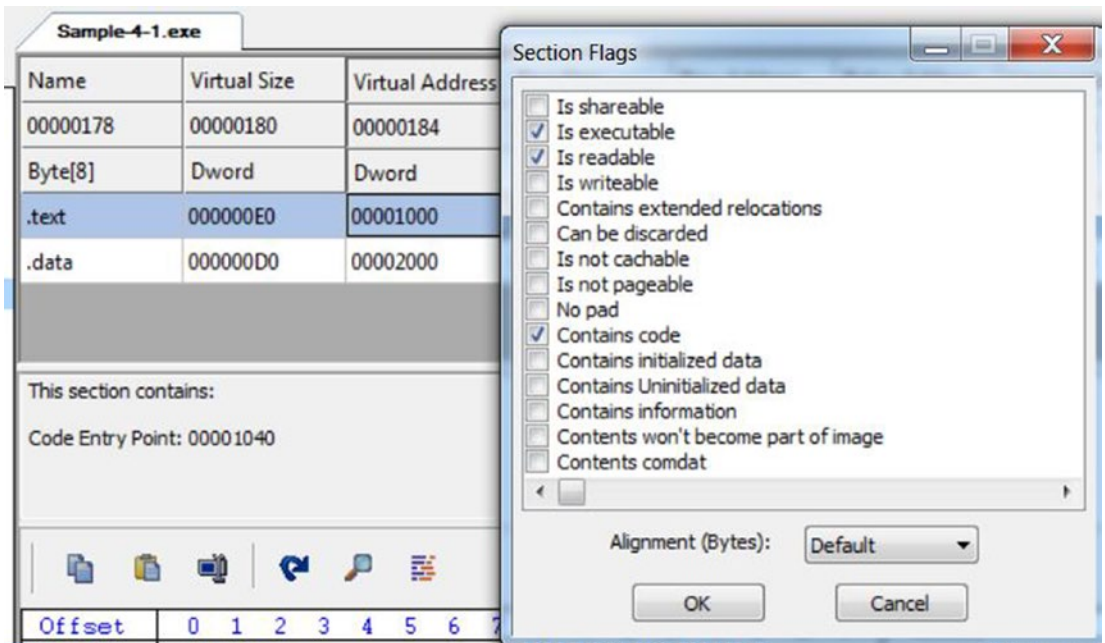 Sample-4-1.exe
Name Virtual Size Virtual Address
00000178 00000180 00000184
Byte[8] Dword Dword
.text 000000E0 00001000
.data 000000D0 00002000
This section contains:
Code Entry Point: 00001040
Offset 0 1 2 3 4 5 6 7
Section Flags
Is shareable
Is executable
Is readable
Is writeable
Contains extended relocations
Can be discarded
Is not cachable
Is not pageable
No pad
Contains code
Contains initialized data
Contains Uninitialized data
Contains information
Contents won't become part of image
Contents comdat
Alignment (Bytes): Default
OK Cancel